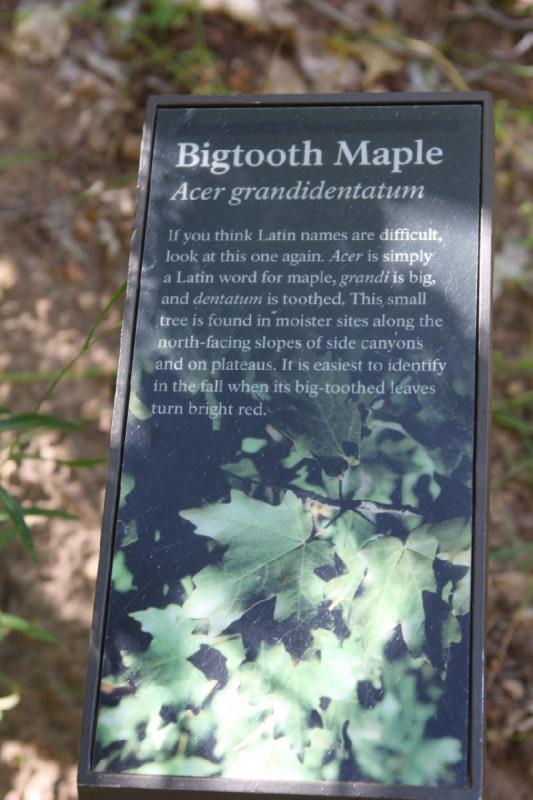 Bigtooth Maple
Acer grandidentatum
If you think Latin names are difficult,
look at this one again. Acer is simply
a Latin word for maple, grandi is big,
and dentatum is toothed. This small
tree is found in moister sites along the
north-facing slopes of side canyons
and on plateaus. It is easiest to identify
in the fall when its big-toothed leaves
turn bright red.